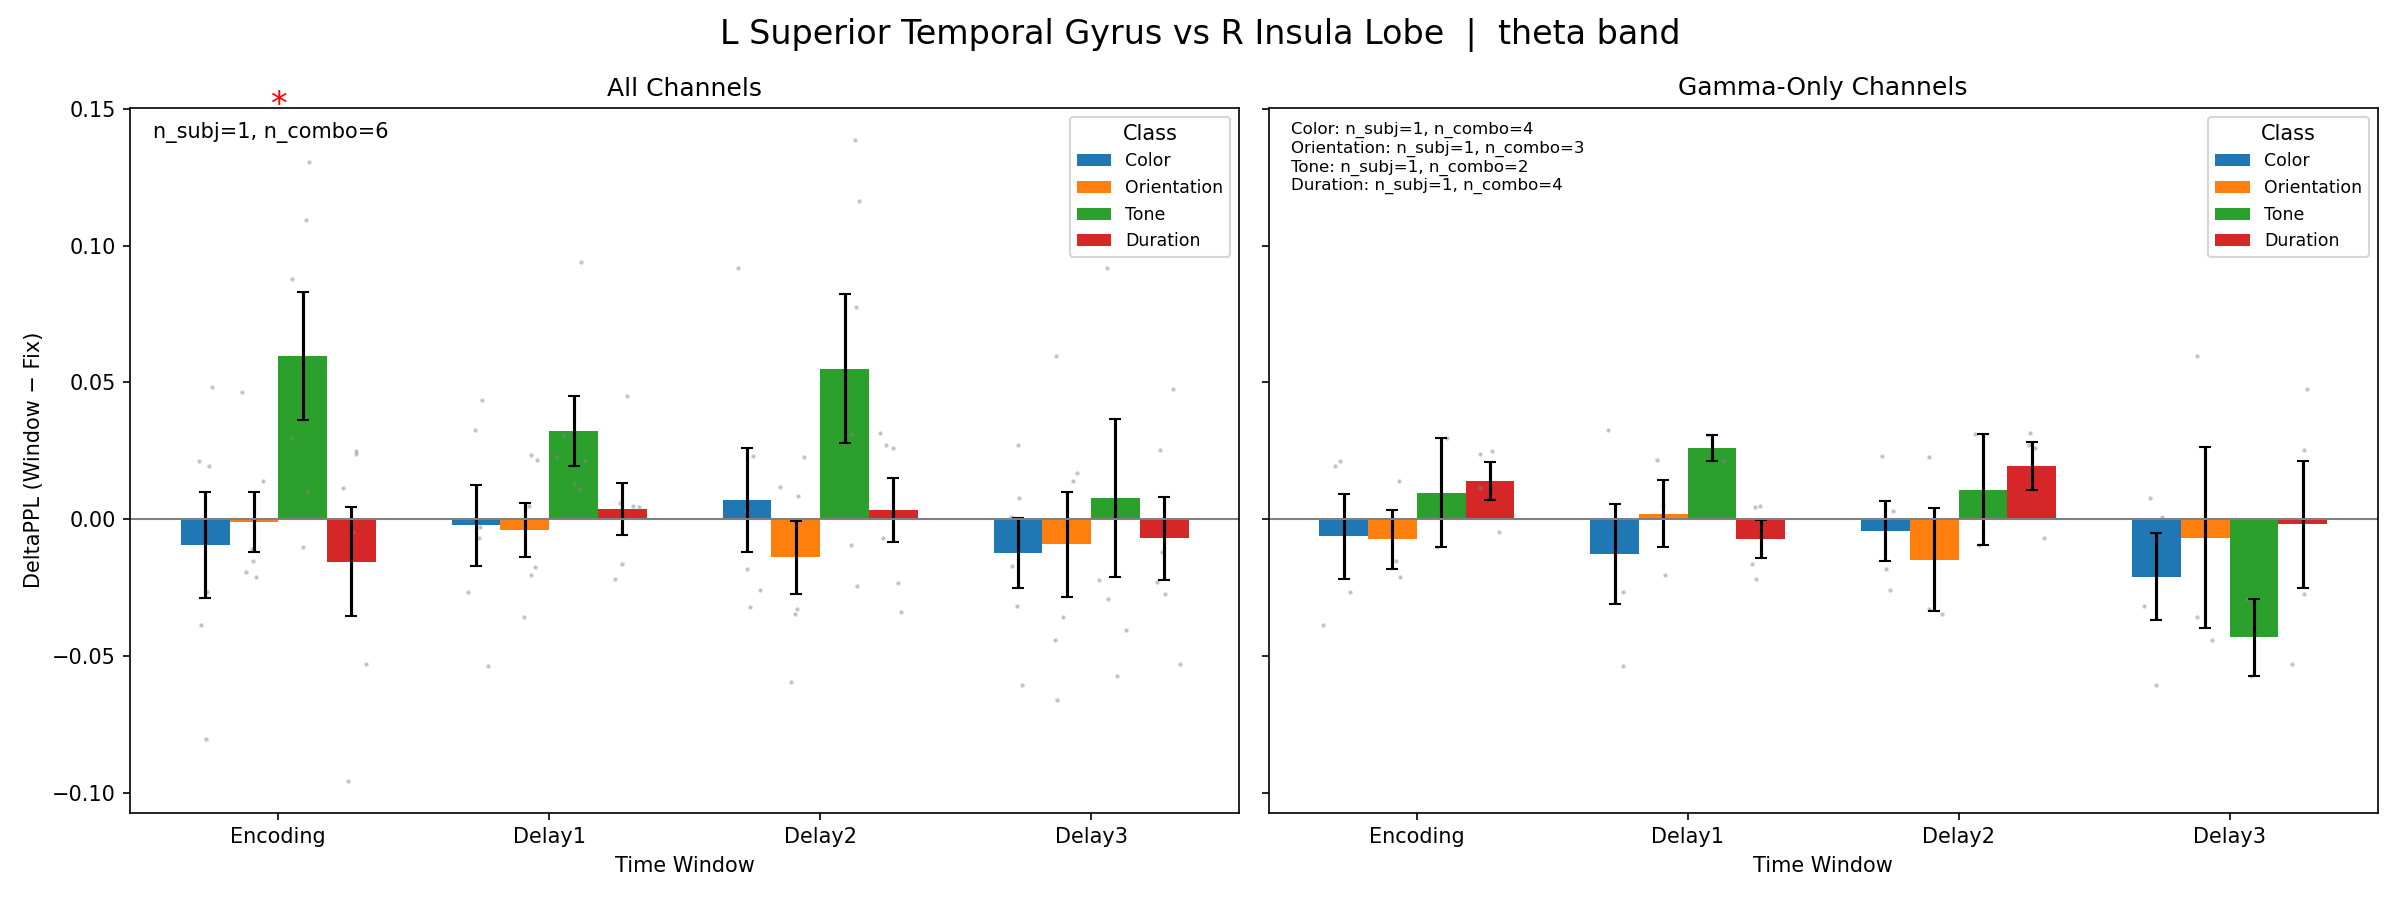 L Superior Temporal Gyrus vs R Insula Lobe | theta band
All Channels
*
n_subj=1, n_combo=6
Class
Color
Orientation
Tone
Duration
DeltaPPL (Window − Fix)
0.15
0.10
0.05
0.00
−0.05
−0.10
Encoding
Delay1
Delay2
Delay3
Time Window
Gamma-Only Channels
Color: n_subj=1, n_combo=4
Orientation: n_subj=1, n_combo=3
Tone: n_subj=1, n_combo=2
Duration: n_subj=1, n_combo=4
Class
Color
Orientation
Tone
Duration
Encoding
Delay1
Delay2
Delay3
Time Window